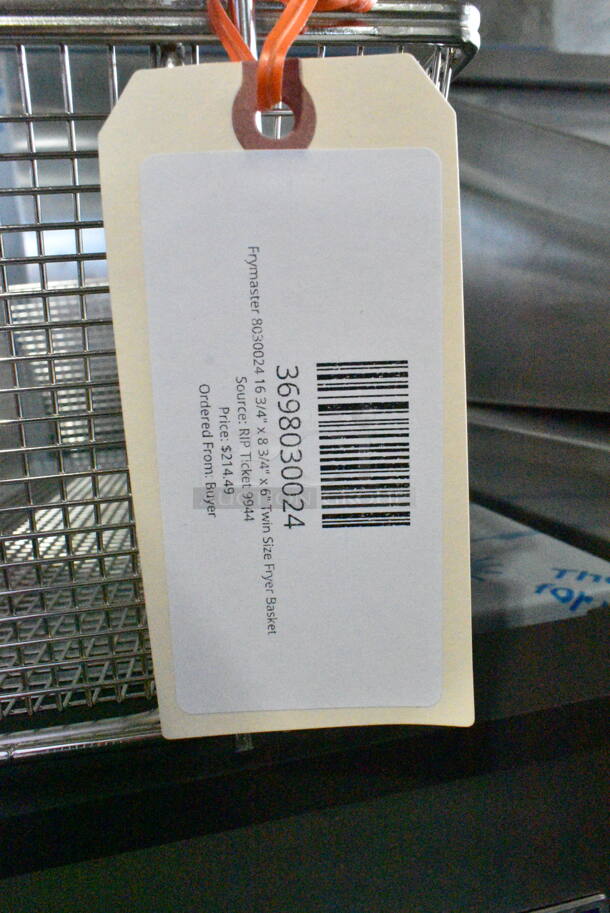 3698030024
Frymaster 8030024 16 3/4" x 8 3/4" x 6" Twin Size Fryer Basket
Source: RIP Ticket 9944
Price: $214.49
Ordered From: Buyer